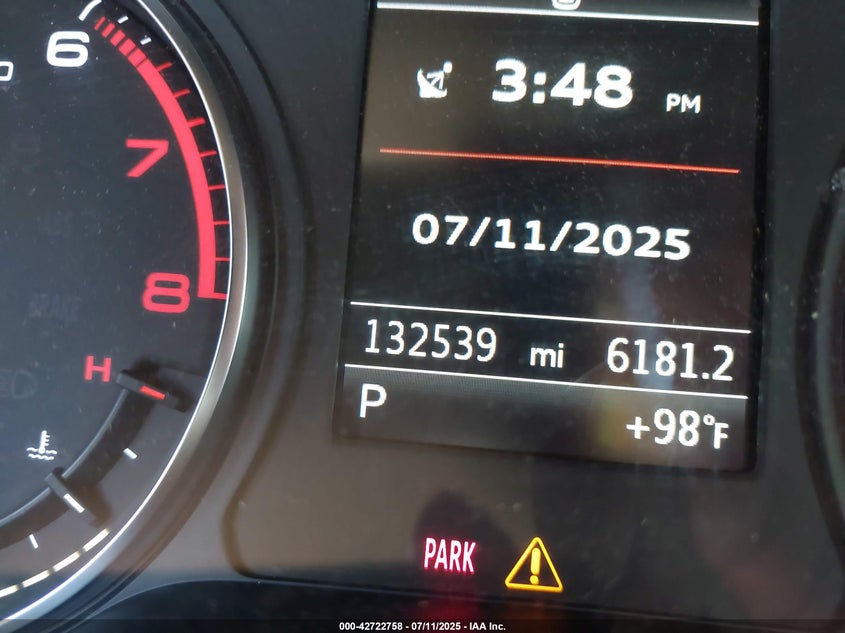 6
3:48 PM
7
07/11/2025
8
132539 mi 6181.2
H
P +98°F
PARK
000-42722758 - 07/11/2025 - IAA Inc.